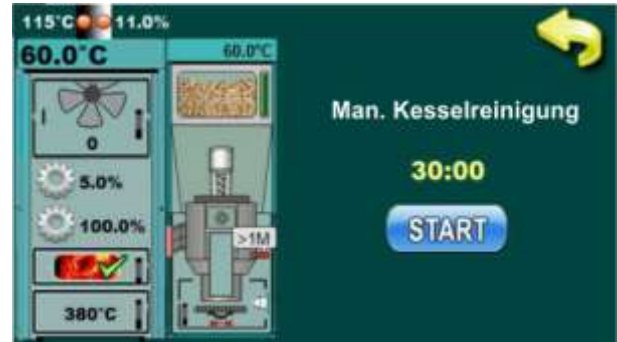 115°C 11.0%
60.0°C
60.0°C
0
5.0%
100.0%
>1M
380°C
Man. Kesselreinigung
30:00
START